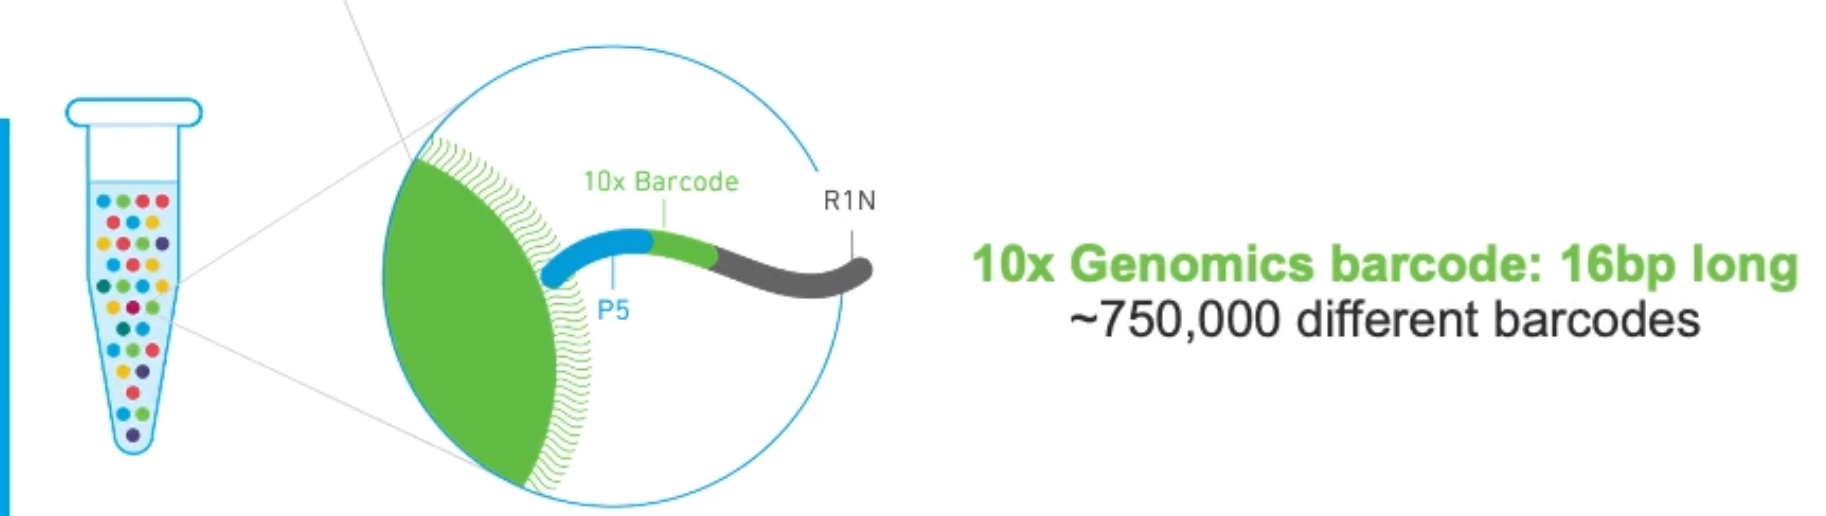 10x Barcode
R1N
P5
10x Genomics barcode: 16bp long
~750,000 different barcodes